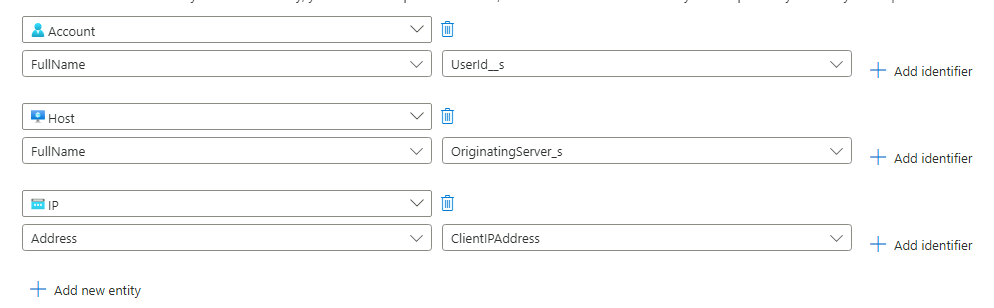 Account
FullName UserId__s Add identifier
Host
FullName OriginatingServer_s Add identifier
IP
Address ClientIPAddress Add identifier
Add new entity